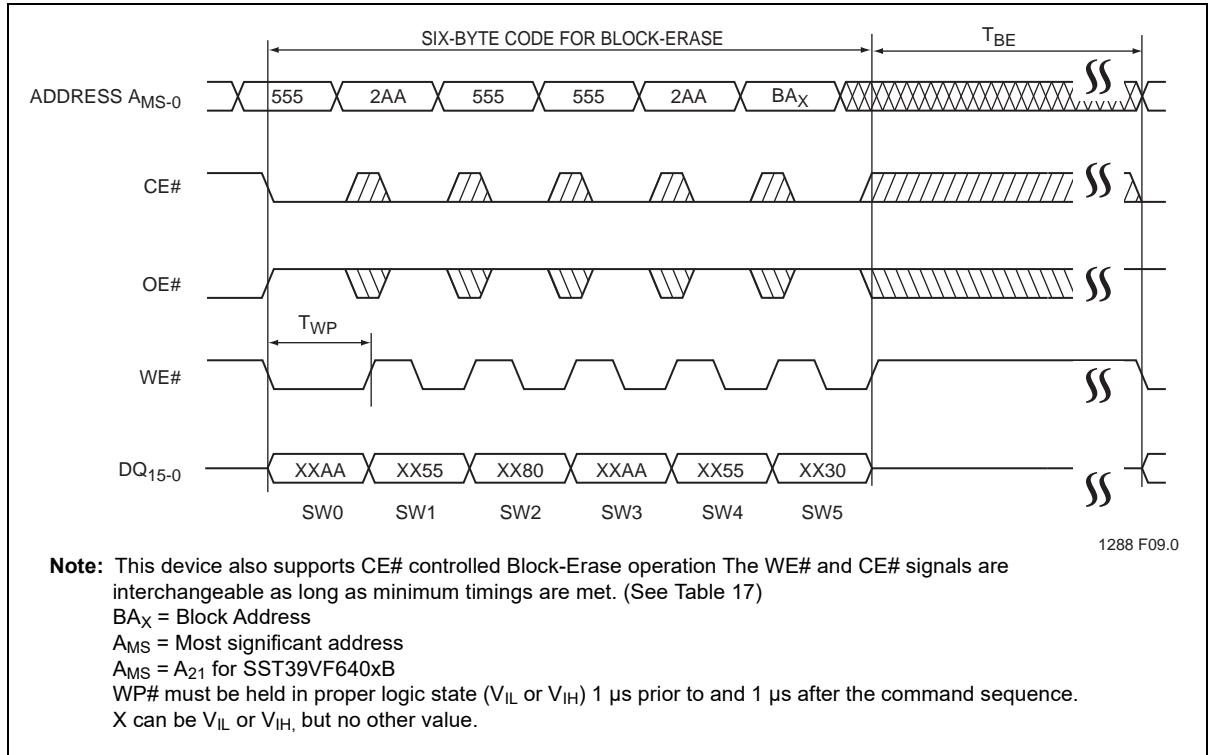 SIX-BYTE CODE FOR BLOCK-ERASE
TBE
ADDRESS AMS-0
555 2AA 555 555 2AA BAX
CE#
OE#
TWP
WE#
DQ15-0
XXAA XX55 XX80 XXAA XX55 XX30
SW0 SW1 SW2 SW3 SW4 SW5
1288 F09.0
Note: This device also supports CE# controlled Block-Erase operation The WE# and CE# signals are
interchangeable as long as minimum timings are met. (See Table 17)
BAX = Block Address
AMS = Most significant address
AMS = A21 for SST39VF640xB
WP# must be held in proper logic state (VIL or VIH) 1 µs prior to and 1 µs after the command sequence.
X can be VIL or VIH, but no other value.